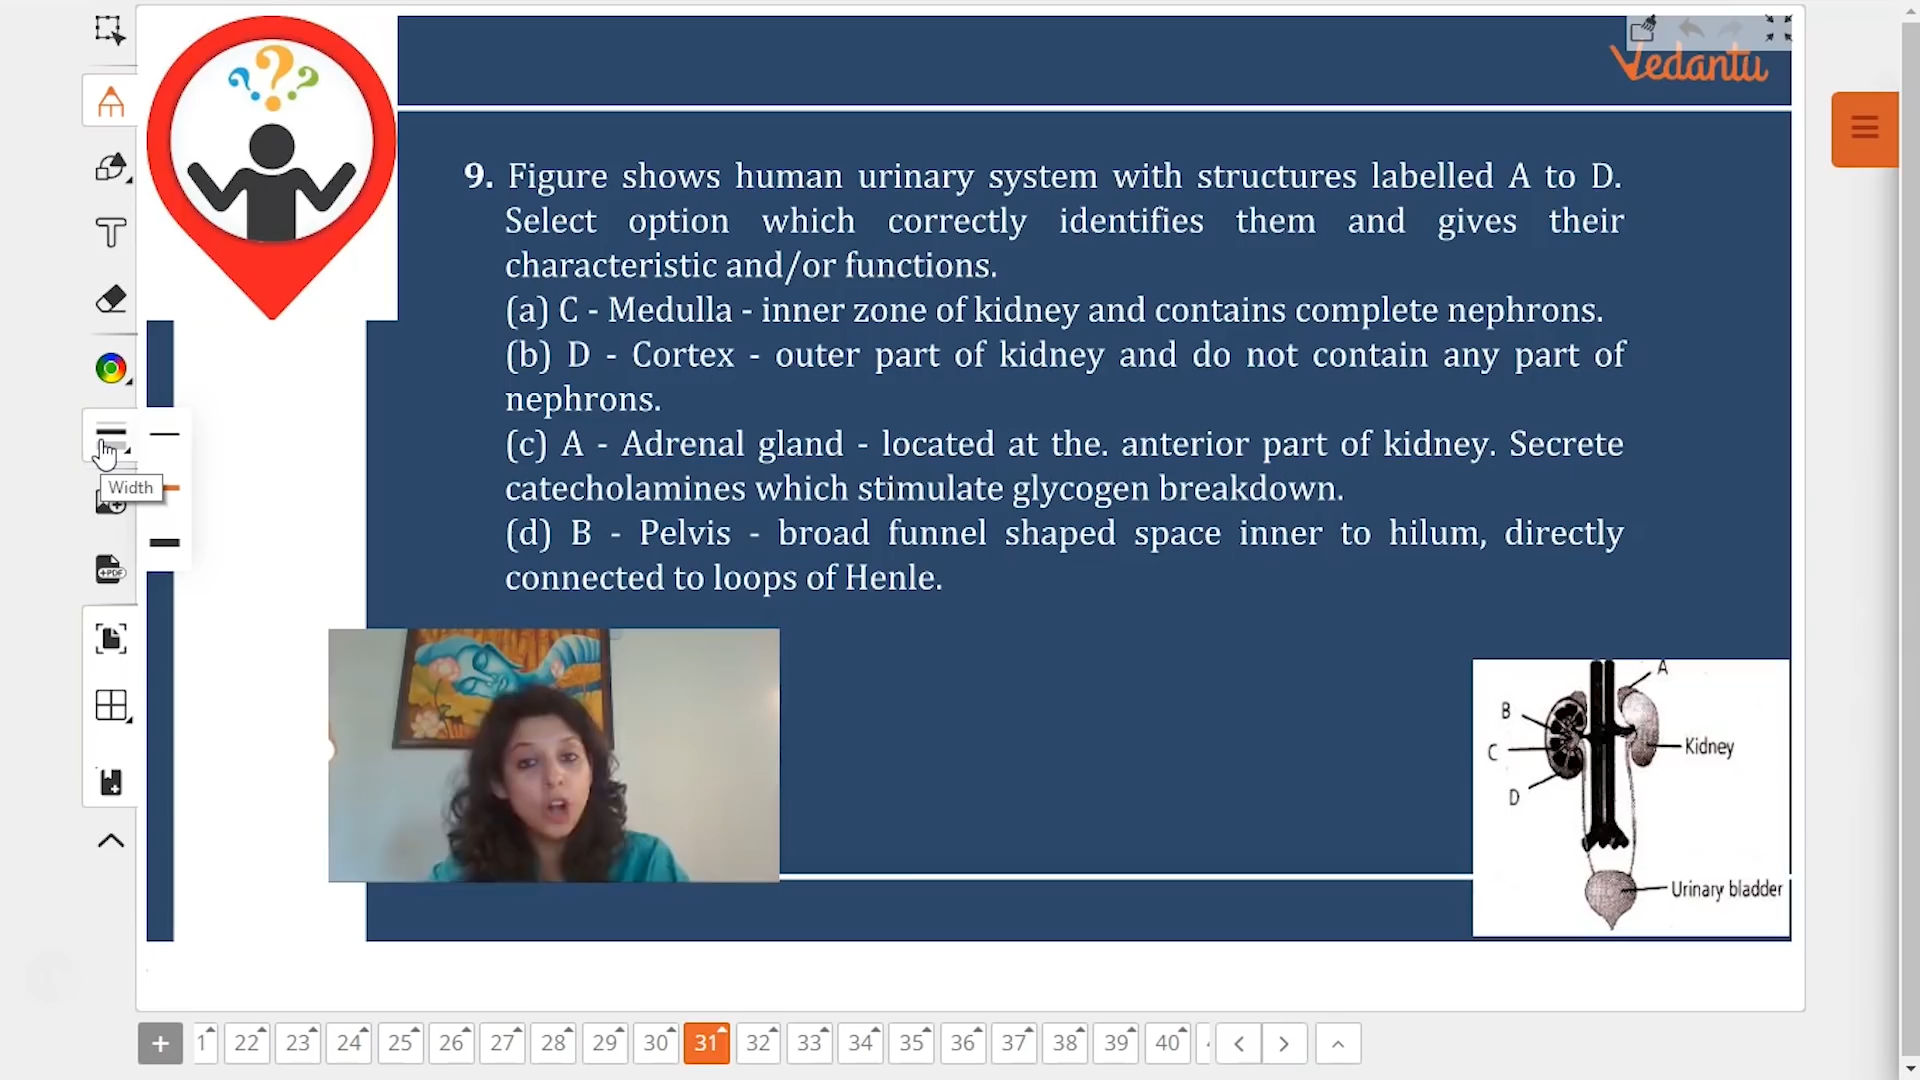 Vedantu
9. Figure shows human urinary system with structures labelled A to D.
Select option which correctly identifies them and gives their
characteristic and/or functions.
(a) C - Medulla - inner zone of kidney and contains complete nephrons.
(b) D - Cortex - outer part of kidney and do not contain any part of
nephrons.
(c) A - Adrenal gland - located at the. anterior part of kidney. Secrete
catecholamines which stimulate glycogen breakdown.
(d) B - Pelvis - broad funnel shaped space inner to hilum, directly
connected to loops of Henle.
T
Width
+PDF
A
B
C
Kidney
D
Urinary bladder
+ 1 22 23 24 25 26 27 28 29 30 31 32 33 34 35 36 37 38 39 40 < >